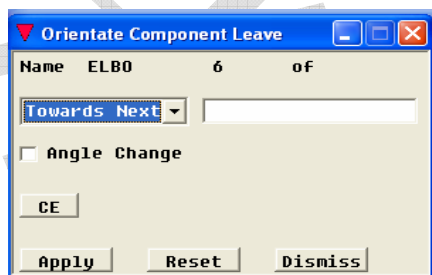 Orientate Component Leave
Name ELBO 6 of
Towards Next
Angle Change
CE
Apply Reset Dismiss